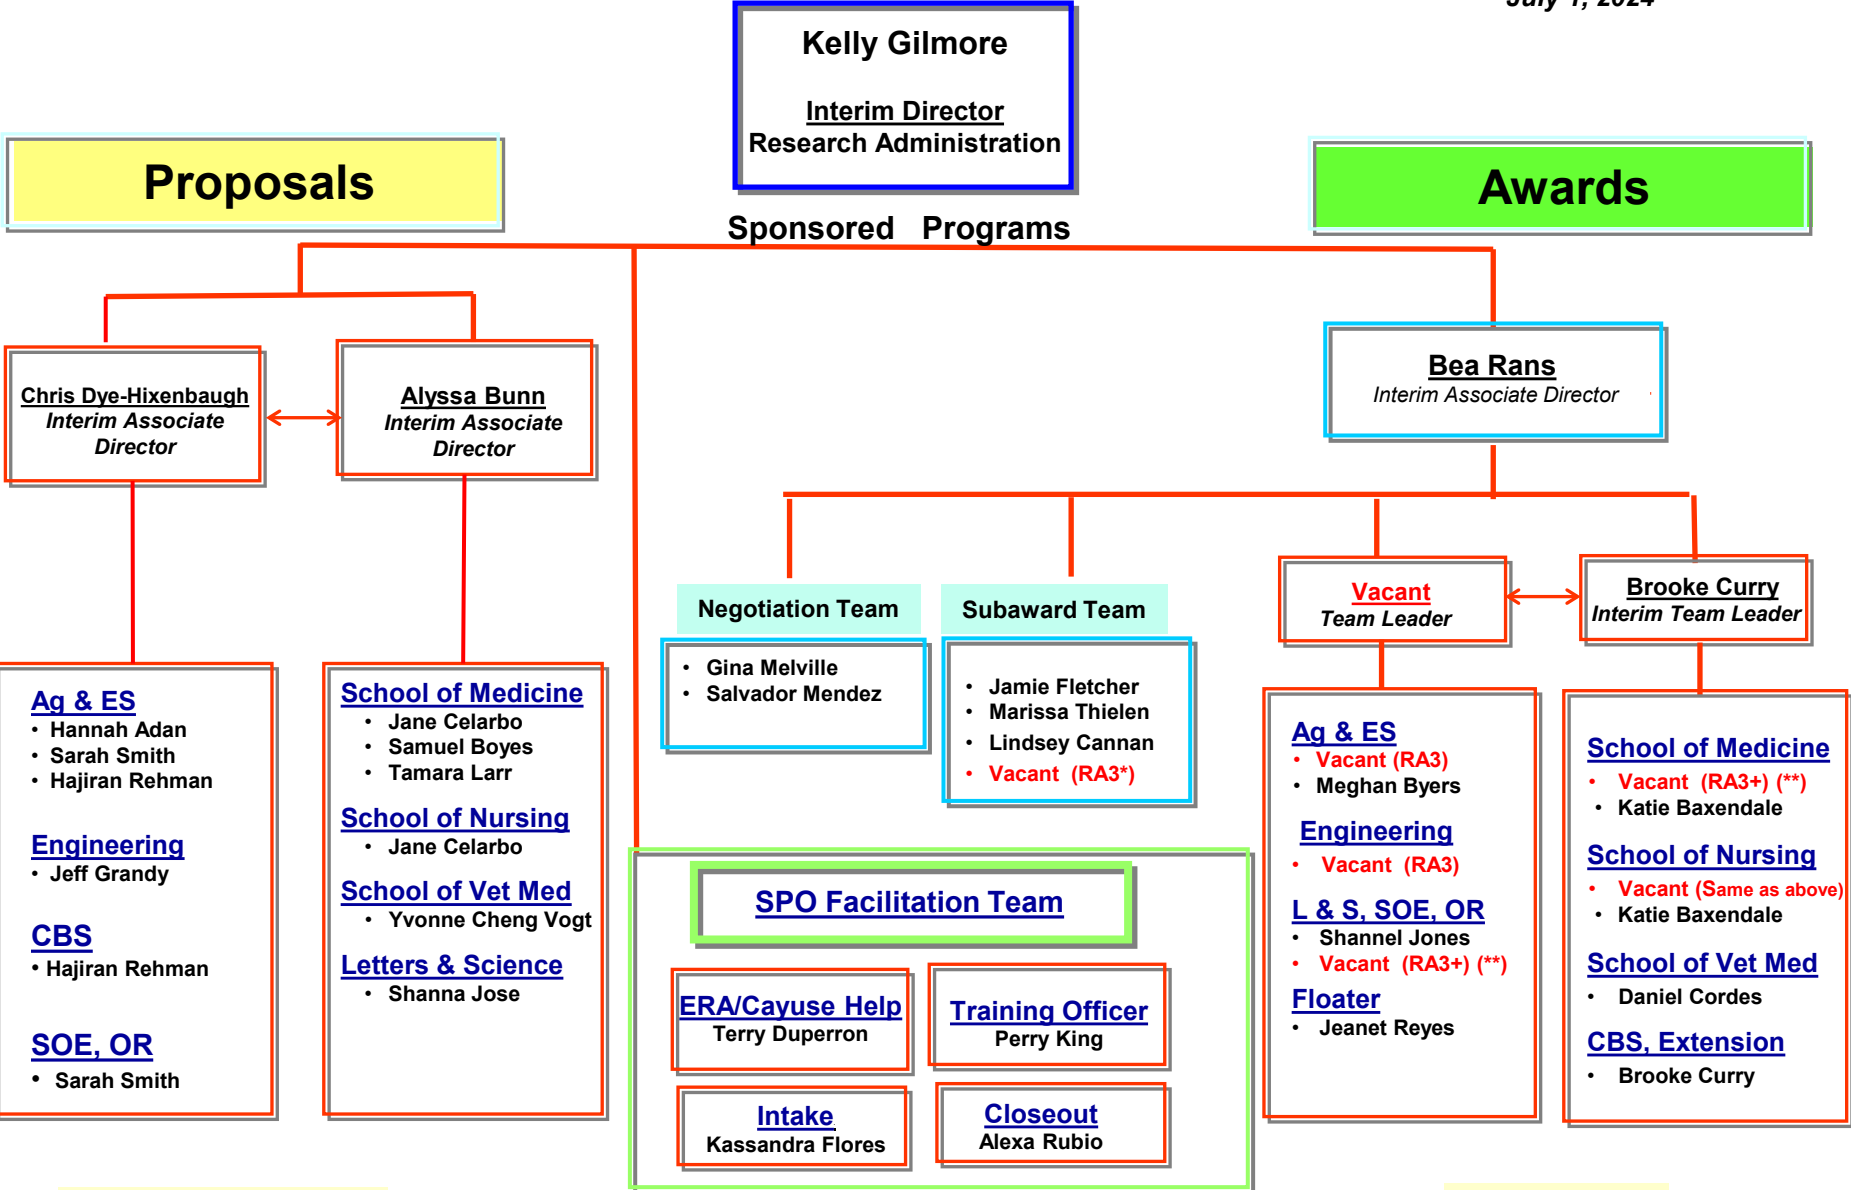 July 1, 2024
Kelly Gilmore
Interim Director
Research Administration
Proposals
Awards
Sponsored Programs
Chris Dye-Hixenbaugh
Interim Associate
Director
Alyssa Bunn
Interim Associate
Director
Bea Rans
Interim Associate Director
Negotiation Team
• Gina Melville
• Salvador Mendez
Subaward Team
• Jamie Fletcher
• Marissa Thielen
• Lindsey Cannan
• Vacant (RA3*)
Vacant
Team Leader
Brooke Curry
Interim Team Leader
Ag & ES
• Hannah Adan
• Sarah Smith
• Hajiran Rehman
Engineering
• Jeff Grandy
CBS
• Hajiran Rehman
SOE, OR
• Sarah Smith
School of Medicine
• Jane Celarbo
• Samuel Boyes
• Tamara Larr
School of Nursing
• Jane Celarbo
School of Vet Med
• Yvonne Cheng Vogt
Letters & Science
• Shanna Jose
SPO Facilitation Team
ERA/Cayuse Help
Terry Duperron
Training Officer
Perry King
Intake
Kassandra Flores
Closeout
Alexa Rubio
Ag & ES
• Vacant (RA3)
• Meghan Byers
Engineering
• Vacant (RA3)
L & S, SOE, OR
• Shannel Jones
• Vacant (RA3+) (**)
Floater
• Jeanet Reyes
School of Medicine
• Vacant (RA3+) (**)
• Katie Baxendale
School of Nursing
• Vacant (Same as above)
• Katie Baxendale
School of Vet Med
• Daniel Cordes
CBS, Extension
• Brooke Curry